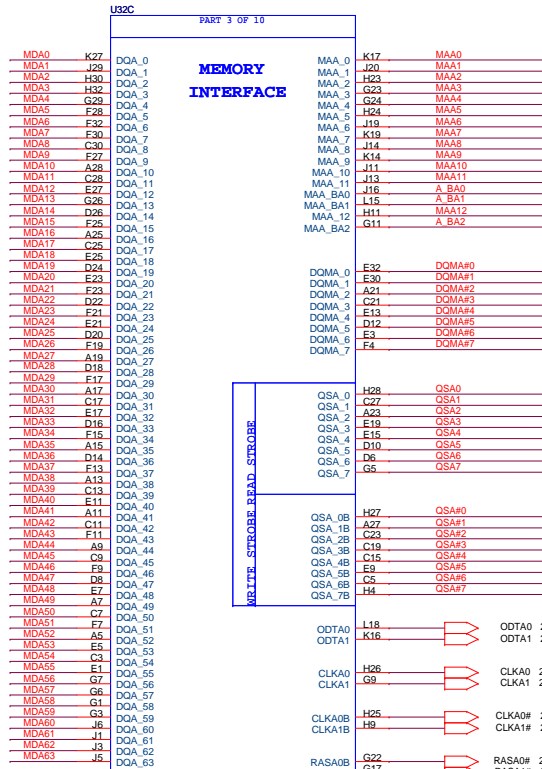 U32C
PART 3 OF 10
MEMORY
INTERFACE
MDA0 K27 DQA_0 MAA_0 K17 MAA0
MDA1 J29 DQA_1 MAA_1 J20 MAA1
MDA2 H30 DQA_2 MAA_2 H23 MAA2
MDA3 H32 DQA_3 MAA_3 G23 MAA3
MDA4 G29 DQA_4 MAA_4 G24 MAA4
MDA5 F28 DQA_5 MAA_5 H24 MAA5
MDA6 F32 DQA_6 MAA_6 J19 MAA6
MDA7 F30 DQA_7 MAA_7 K19 MAA7
MDA8 C30 DQA_8 MAA_8 J14 MAA8
MDA9 F27 DQA_9 MAA_9 K14 MAA9
MDA10 A28 DQA_10 MAA_10 J11 MAA10
MDA11 C28 DQA_11 MAA_11 J13 MAA11
MDA12 E27 DQA_12 MAA_BA0 J16 A_BA0
MDA13 G26 DQA_13 MAA_BA1 L15 A_BA1
MDA14 D26 DQA_14 MAA_12 H11 MAA12
MDA15 F25 DQA_15 MAA_BA2 G11 A_BA2
MDA16 A25 DQA_16
MDA17 C25 DQA_17
MDA18 E25 DQA_18
MDA19 D24 DQA_19 DQMA_0 E32 DQMA#0
MDA20 E23 DQA_20 DQMA_1 E30 DQMA#1
MDA21 F23 DQA_21 DQMA_2 A21 DQMA#2
MDA22 D22 DQA_22 DQMA_3 C21 DQMA#3
MDA23 F21 DQA_23 DQMA_4 E13 DQMA#4
MDA24 E21 DQA_24 DQMA_5 D12 DQMA#5
MDA25 D20 DQA_25 DQMA_6 E3 DQMA#6
MDA26 F19 DQA_26 DQMA_7 F4 DQMA#7
MDA27 A19 DQA_27
MDA28 D18 DQA_28
MDA29 F17 DQA_29
MDA30 A17 DQA_30 QSA_0 H28 QSA0
MDA31 C17 DQA_31 QSA_1 C27 QSA1
MDA32 E17 DQA_32 QSA_2 A23 QSA2
MDA33 D16 DQA_33 QSA_3 E19 QSA3
MDA34 F15 DQA_34 QSA_4 E15 QSA4
MDA35 A15 DQA_35 QSA_5 D10 QSA5
MDA36 D14 DQA_36 QSA_6 D6 QSA6
MDA37 F13 DQA_37 QSA_7 G5 QSA7
READ STROBE
MDA38 A13 DQA_38
MDA39 C13 DQA_39
MDA40 E11 DQA_40
MDA41 A11 DQA_41 QSA_0B H27 QSA#0
MDA42 C11 DQA_42 QSA_1B A27 QSA#1
MDA43 F11 DQA_43 QSA_2B C23 QSA#2
MDA44 A9 DQA_44 QSA_3B C19 QSA#3
MDA45 C9 DQA_45 QSA_4B C15 QSA#4
MDA46 F9 DQA_46 QSA_5B E9 QSA#5
MDA47 D8 DQA_47 QSA_6B C5 QSA#6
MDA48 E7 DQA_48 QSA_7B H4 QSA#7
WRITE STROBE
MDA49 A7 DQA_49
MDA50 C7 DQA_50
MDA51 F7 DQA_51 ODTA0 L18 ODTA0 2
MDA52 A5 DQA_52 ODTA1 K16 ODTA1 2
MDA53 E5 DQA_53
MDA54 C3 DQA_54
MDA55 E1 DQA_55 CLKA0 H26 CLKA0 2
MDA56 G7 DQA_56 CLKA1 G9 CLKA1 2
MDA57 G6 DQA_57
MDA58 G1 DQA_58
MDA59 G3 DQA_59 CLKA0B H25 CLKA0# 2
MDA60 J6 DQA_60 CLKA1B H9 CLKA1# 2
MDA61 J1 DQA_61
MDA62 J3 DQA_62
MDA63 J5 DQA_63 RASA0B G22 RASA0# 2